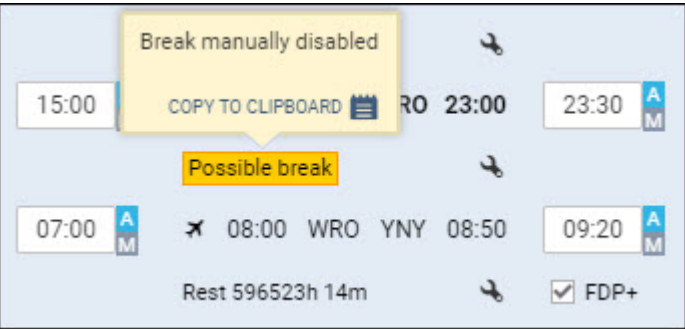 Break manually disabled
15:00 COPY TO CLIPBOARD RO 23:00 23:30 A
M
Possible break
07:00 A 08:00 WRO YNY 08:50 09:20 A
M M
Rest 596523h 14m FDP+